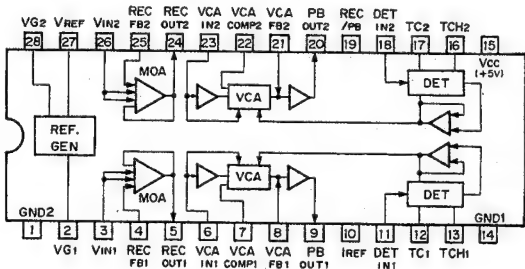 REC REC VCA VCA VCA PB REC DET
VG2 VREF VIN2 FB2 OUT2 IN2 COMP2 FB2 OUT2 /PB IN2 TC2 TCH2
28 27 26 25 24 23 22 21 20 19 18 17 16 15
VCC
(+5V)
MOA
VCA
DET
REF.
GEN
MOA
VCA
DET
GND2
GND1
1 2 3 4 5 6 7 8 9 10 11 12 13 14
VG1 VIN1 REC REC VCA VCA VCA PB IREF DET TC1 TCH1
FB1 OUT1 IN1 COMP1 FB1 OUT1 IN1